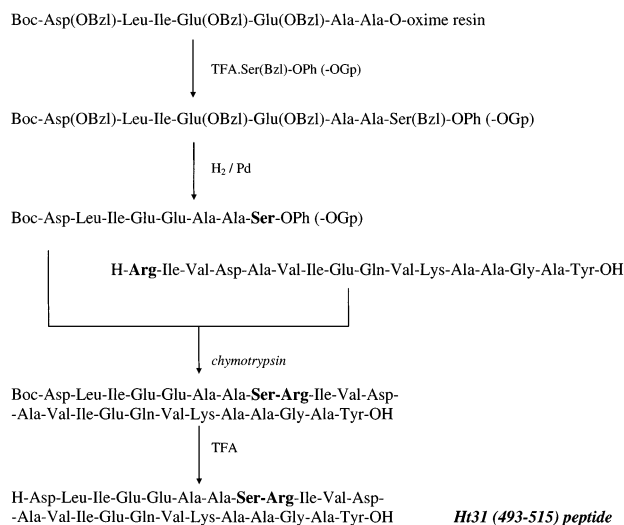 Boc-Asp(OBzl)-Leu-Ile-Glu(OBzl)-Glu(OBzl)-Ala-Ala-O-oxime resin
TFA.Ser(Bzl)-OPh (-OGp)
Boc-Asp(OBzl)-Leu-Ile-Glu(OBzl)-Glu(OBzl)-Ala-Ala-Ser(Bzl)-OPh (-OGp)
H₂ / Pd
Boc-Asp-Leu-Ile-Glu-Glu-Ala-Ala-Ser-OPh (-OGp)
H-Arg-Ile-Val-Asp-Ala-Val-Ile-Glu-Gln-Val-Lys-Ala-Ala-Gly-Ala-Tyr-OH
chymotrypsin
Boc-Asp-Leu-Ile-Glu-Glu-Ala-Ala-Ser-Arg-Ile-Val-Asp-
-Ala-Val-Ile-Glu-Gln-Val-Lys-Ala-Ala-Gly-Ala-Tyr-OH
TFA
H-Asp-Leu-Ile-Glu-Glu-Ala-Ala-Ser-Arg-Ile-Val-Asp-
-Ala-Val-Ile-Glu-Gln-Val-Lys-Ala-Ala-Gly-Ala-Tyr-OH Ht31 (493-515) peptide